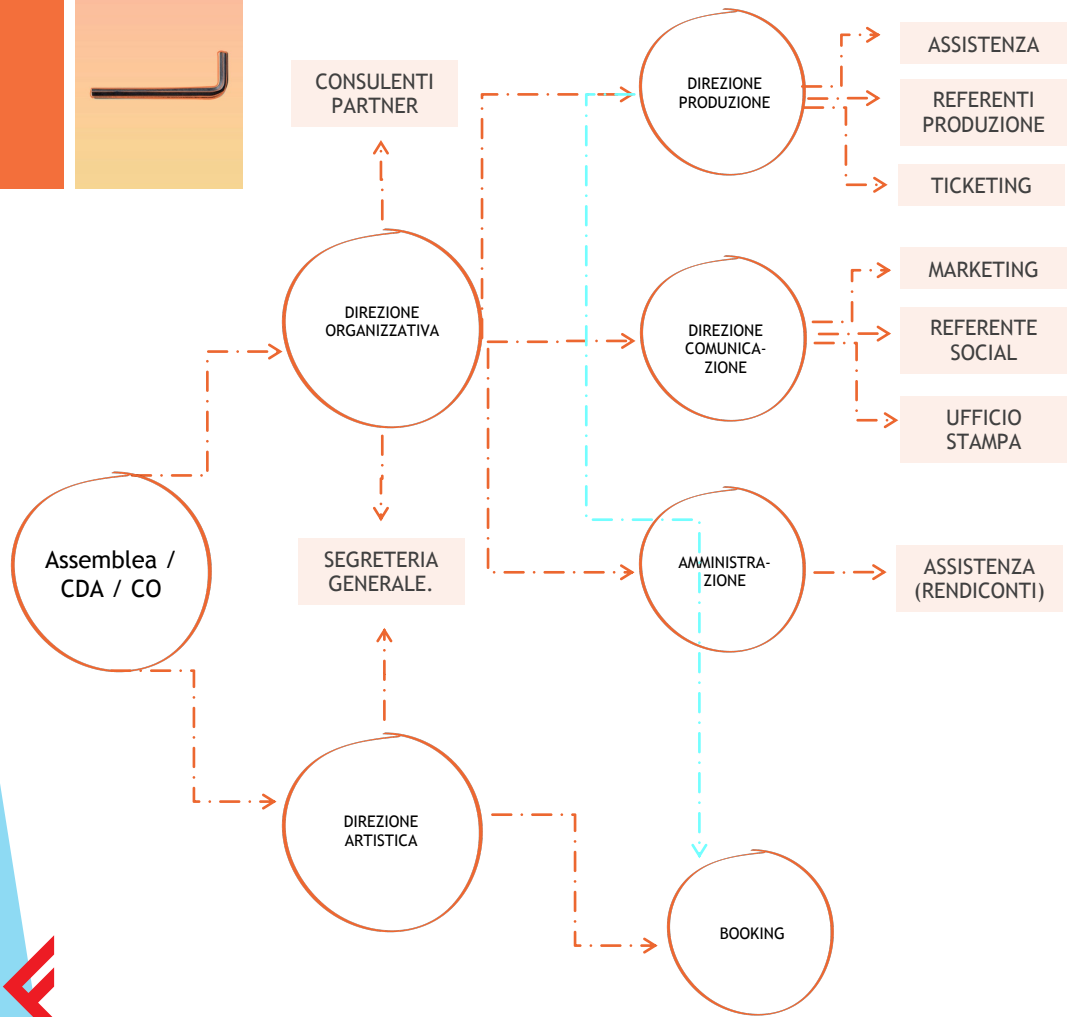 CONSULENTI
PARTNER
DIREZIONE
PRODUZIONE
ASSISTENZA
REFERENTI
PRODUZIONE
TICKETING
DIREZIONE
ORGANIZZATIVA
DIREZIONE
COMUNICA-
ZIONE
MARKETING
REFERENTE
SOCIAL
UFFICIO
STAMPA
Assemblea /
CDA / CO
SEGRETERIA
GENERALE.
AMMINISTRA-
ZIONE
ASSISTENZA
(RENDICONTI)
DIREZIONE
ARTISTICA
BOOKING